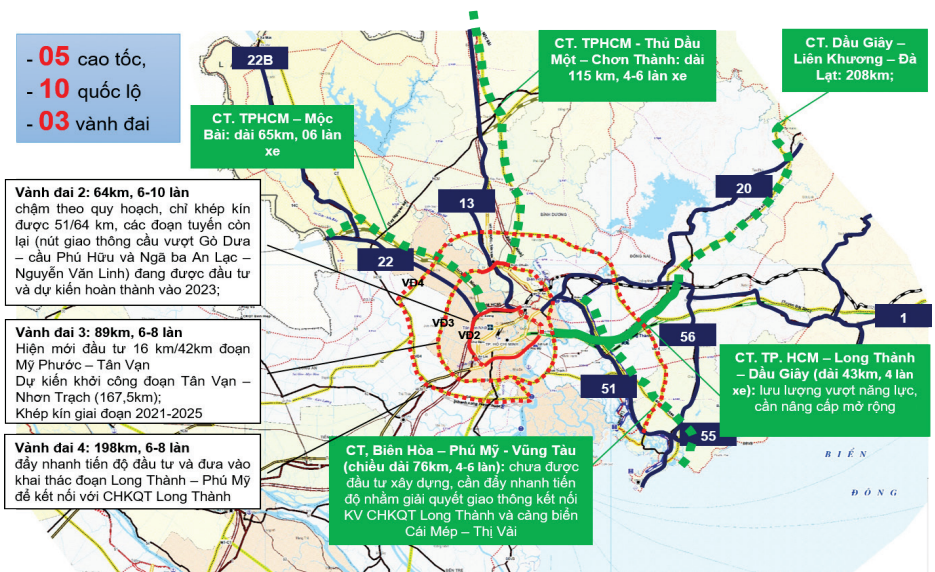 - 05 cao tốc,
- 10 quốc lộ
- 03 vành đai
22B
CT. TPHCM - Thủ Dầu
Một – Chơn Thành: dài
115 km, 4-6 làn xe
CT. Dầu Giây –
Liên Khương – Đà
Lạt: 208km;
CT. TPHCM – Mộc
Bài: dài 65km, 06 làn
xe
Vành đai 2: 64km, 6-10 làn
chậm theo quy hoạch, chỉ khép kín
được 51/64 km, các đoạn tuyến còn
lại (nút giao thông cầu vượt Gò Dưa
– cầu Phú Hữu và Ngã ba An Lạc –
Nguyễn Văn Linh) đang được đầu tư
và dự kiến hoàn thành vào 2023;
13
20
22
VĐ4
VĐ3
VĐ2
TP. HỒ CHÍ MINH
BÌNH DƯƠNG
ĐỒNG NAI
1
56
51
55
Vành đai 3: 89km, 6-8 làn
Hiện mới đầu tư 16 km/42km đoạn
Mỹ Phước – Tân Vạn
Dự kiến khởi công đoạn Tân Vạn –
Nhơn Trạch (167,5km);
Khép kín giai đoạn 2021-2025
CT. TP. HCM – Long Thành
– Dầu Giây (dài 43km, 4 làn
xe): lưu lượng vượt năng lực,
cần nâng cấp mở rộng
Vành đai 4: 198km, 6-8 làn
đẩy nhanh tiến độ đầu tư và đưa vào
khai thác đoạn Long Thành – Phú Mỹ
để kết nối với CHKQT Long Thành
CT, Biên Hòa – Phú Mỹ - Vũng Tàu
(chiều dài 76km, 4-6 làn): chưa được
đầu tư xây dựng, cần đẩy nhanh tiến
độ nhằm giải quyết giao thông kết nối
KV CHKQT Long Thành và cảng biển
Cái Mép – Thị Vải
BIỂN
ĐÔNG
BẾN TRE